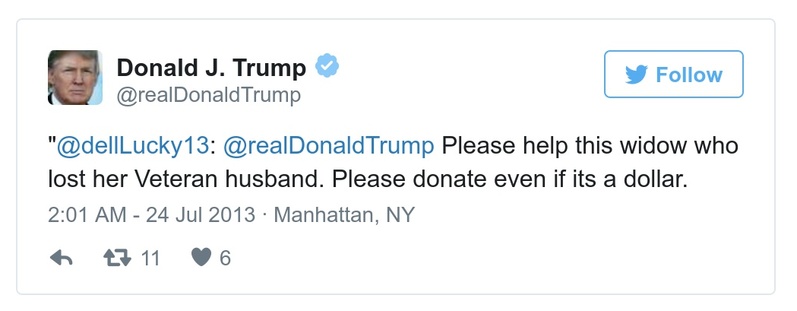 Donald J. Trump
@realDonaldTrump
Follow
"@dellLucky13: @realDonaldTrump Please help this widow who
lost her Veteran husband. Please donate even if its a dollar.
2:01 AM - 24 Jul 2013 · Manhattan, NY
11 6